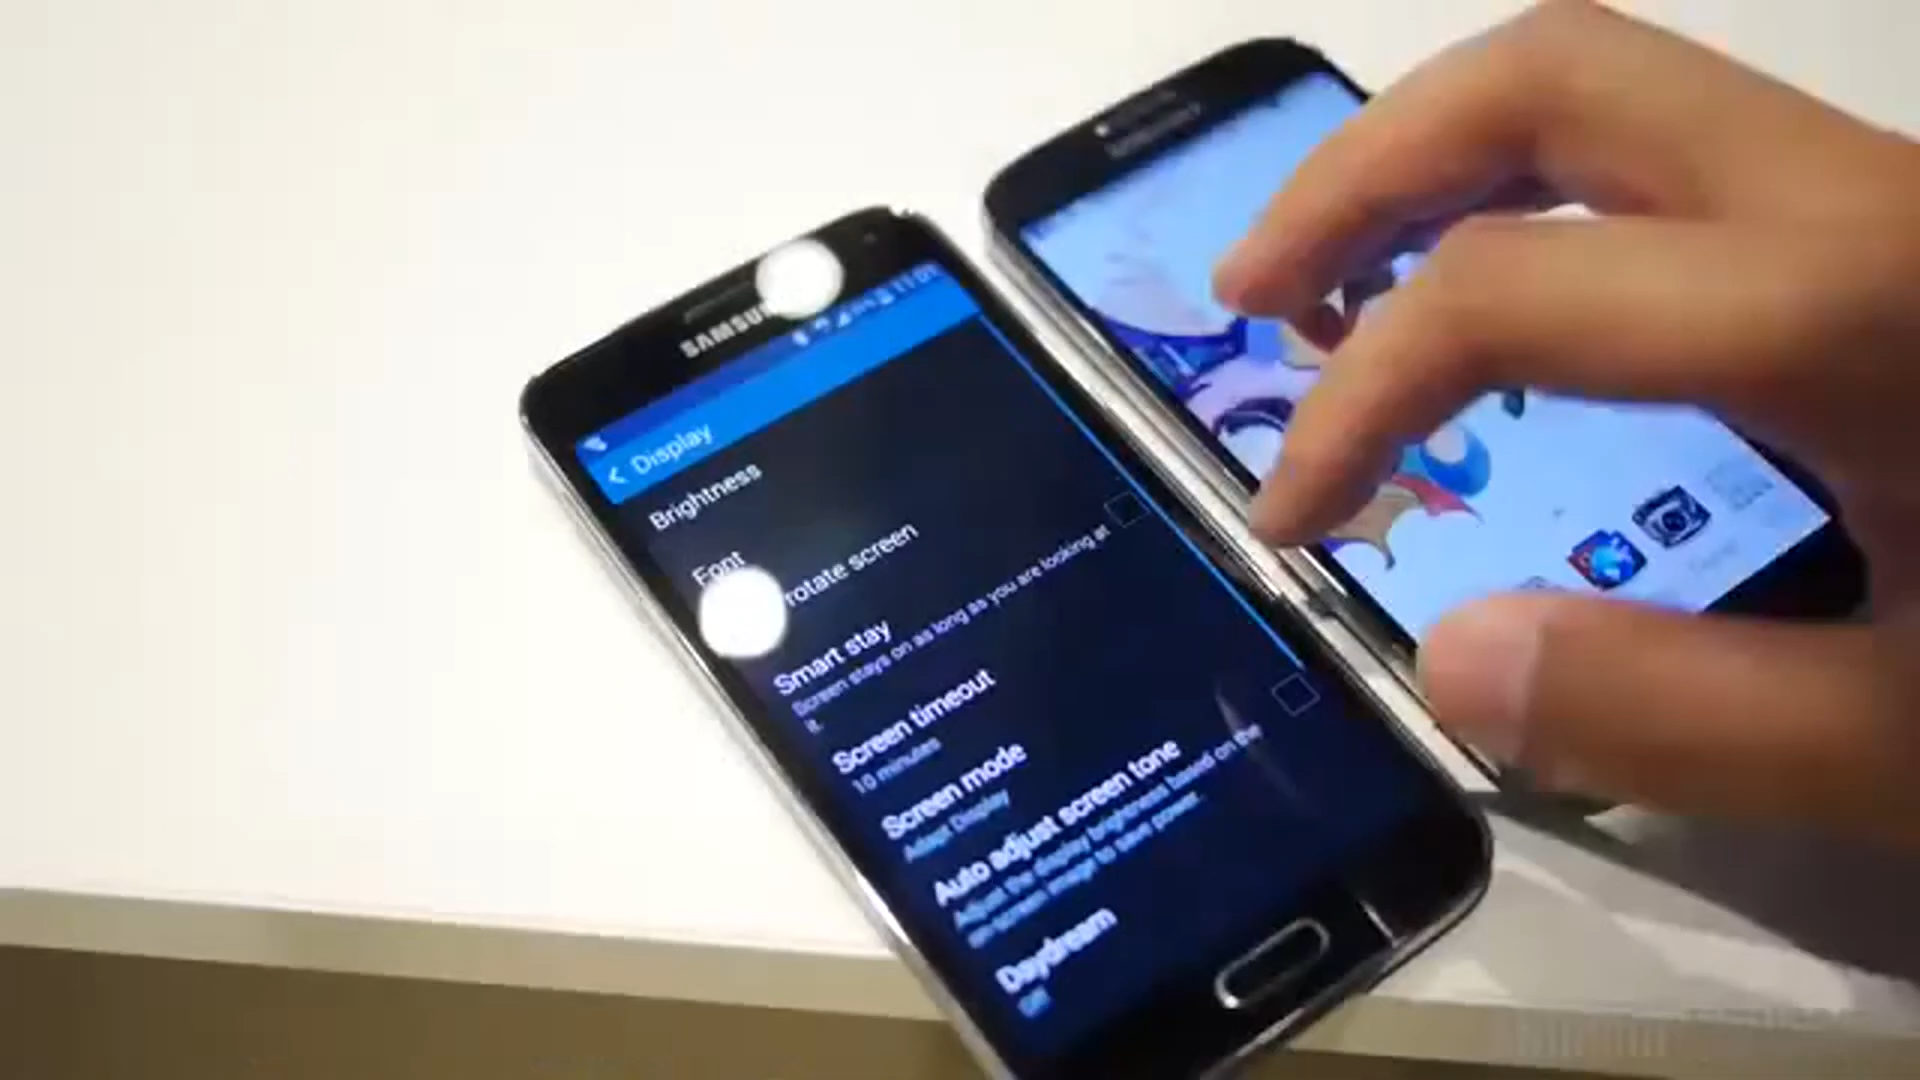 SAMSUNG
11:01
< Display
Brightness
Font
rotate screen
Smart stay
Screen stays on as long as you are looking at
it.
Screen timeout
10 minutes
Screen mode
Adapt Display
Auto adjust screen tone
Adjust the display brightness based on the
on-screen image to save power.
Daydream
Off